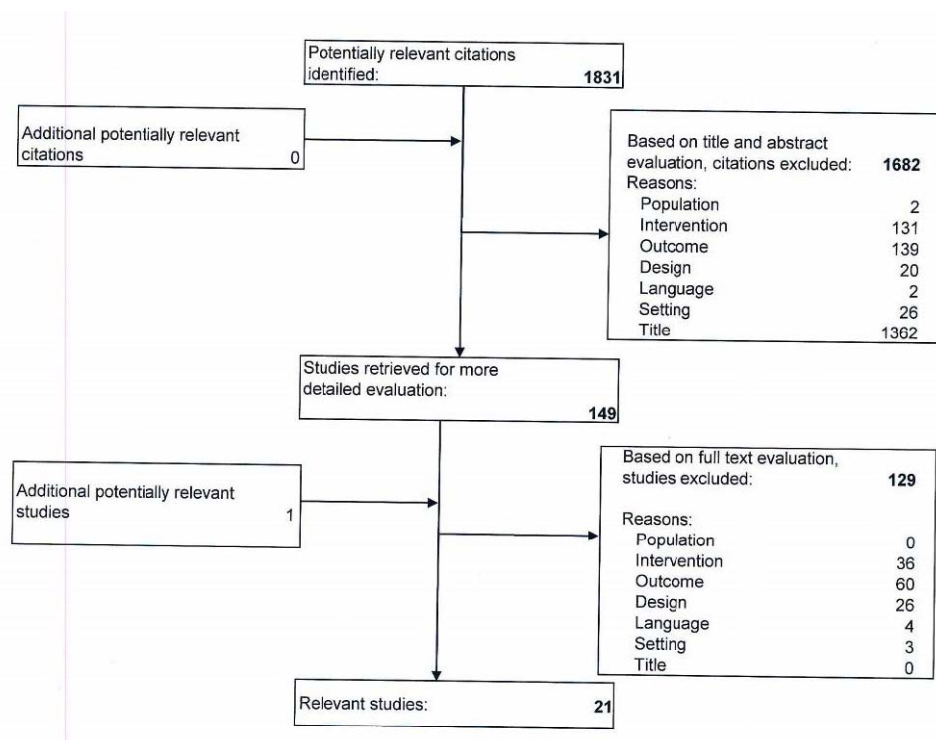 Potentially relevant citations
identified: 1831
Additional potentially relevant
citations 0
Based on title and abstract
evaluation, citations excluded: 1682
Reasons:
Population 2
Intervention 131
Outcome 139
Design 20
Language 2
Setting 26
Title 1362
Studies retrieved for more
detailed evaluation:
149
Additional potentially relevant
studies 1
Based on full text evaluation,
studies excluded: 129
Reasons:
Population 0
Intervention 36
Outcome 60
Design 26
Language 4
Setting 3
Title 0
Relevant studies: 21